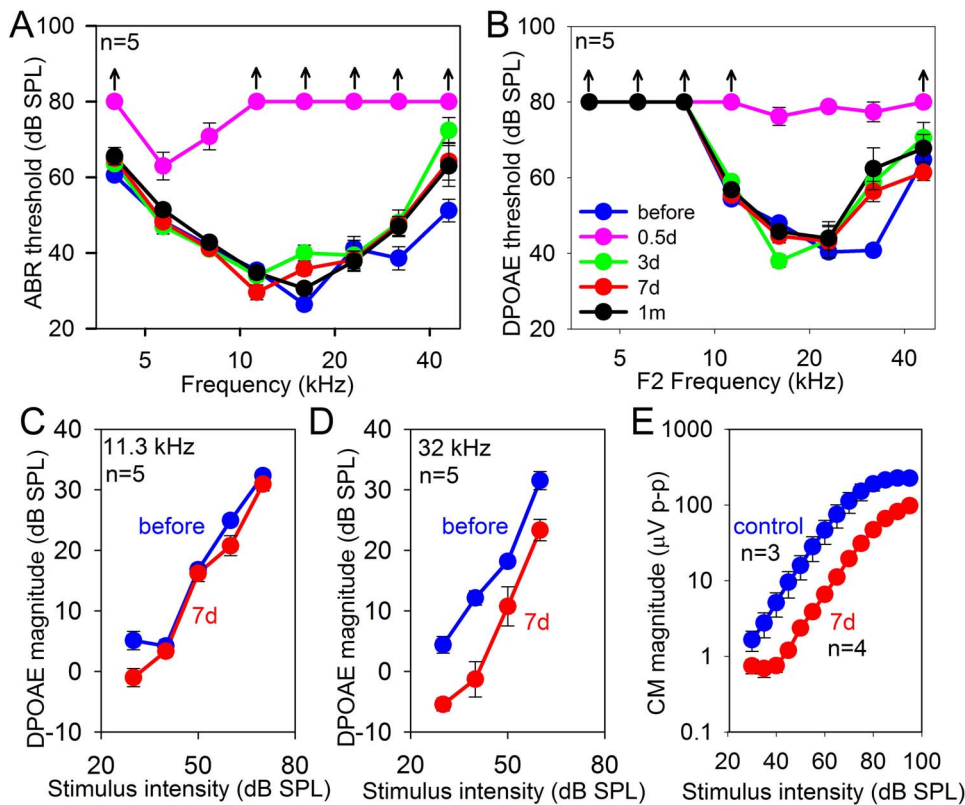 A
n=5
100
80
60
40
20
ABR threshold (dB SPL)
5
10
20
40
Frequency (kHz)
B
n=5
100
80
60
40
20
DPOAE threshold (dB SPL)
before
0.5d
3d
7d
1m
5
10
20
40
F2 Frequency (kHz)
C
11.3 kHz
n=5
before
7d
40
30
20
10
0
-10
DPOAE magnitude (dB SPL)
20
40
60
80
Stimulus intensity (dB SPL)
D
32 kHz
n=5
before
7d
40
30
20
10
0
-10
DPOAE magnitude (dB SPL)
20
40
60
80
Stimulus intensity (dB SPL)
E
1000
100
10
1
0.1
CM magnitude (µV p-p)
control
n=3
7d
n=4
20
40
60
80
100
Stimulus intensity (dB SPL)